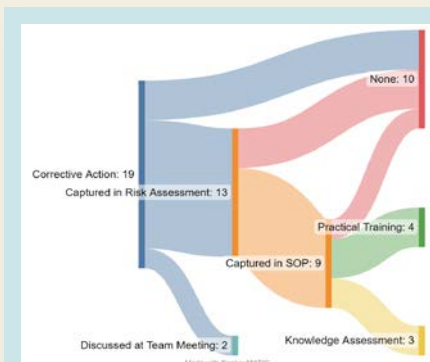 None: 10
Corrective Action: 19
Captured in Risk Assessment: 13
Practical Training: 4
Captured in SOP: 9
Discussed at Team Meeting: 2
Knowledge Assessment: 3